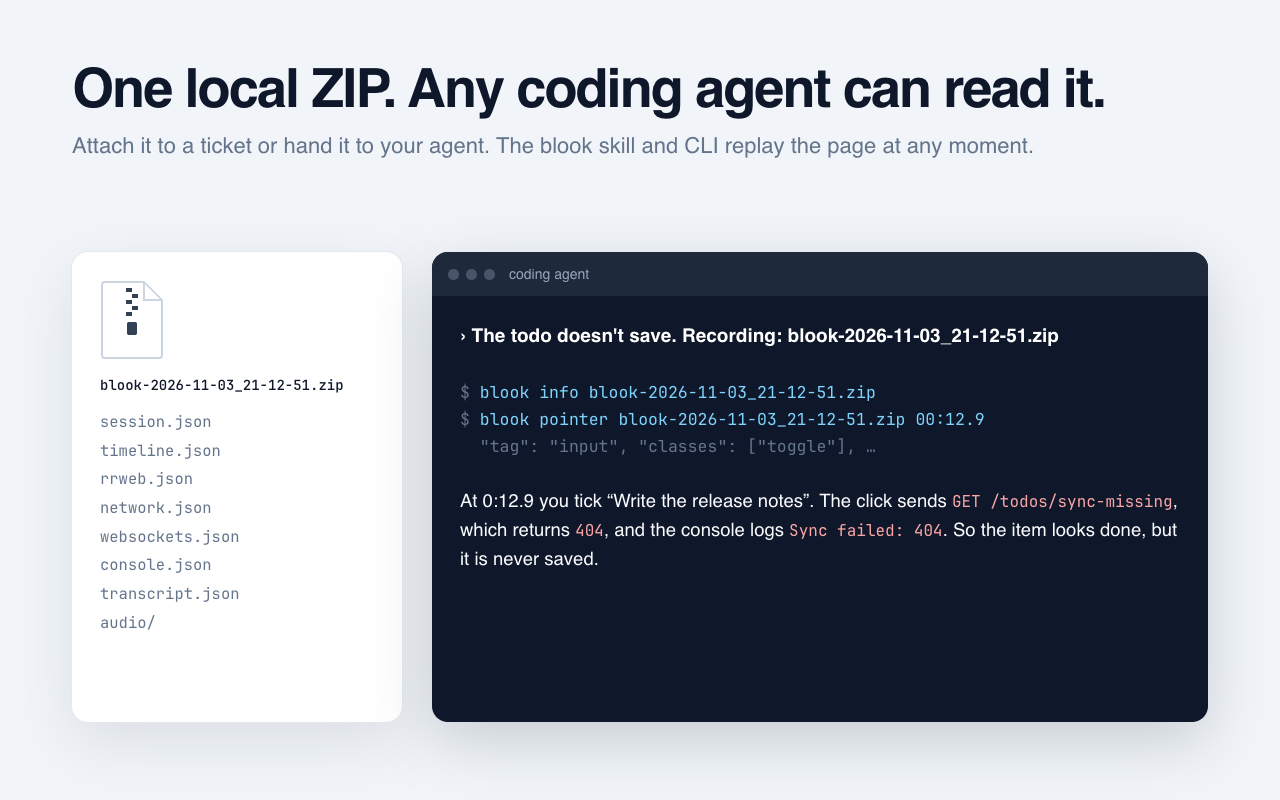 One local ZIP. Any coding agent can read it.
Attach it to a ticket or hand it to your agent. The blook skill and CLI replay the page at any moment.
blook-2026-11-03_21-12-51.zip
session.json
timeline.json
rrweb.json
network.json
websockets.json
console.json
transcript.json
audio/
coding agent
› The todo doesn't save. Recording: blook-2026-11-03_21-12-51.zip
$ blook info blook-2026-11-03_21-12-51.zip
$ blook pointer blook-2026-11-03_21-12-51.zip 00:12.9
"tag": "input", "classes": ["toggle"], …
At 0:12.9 you tick “Write the release notes”. The click sends GET /todos/sync-missing,
which returns 404, and the console logs Sync failed: 404. So the item looks done, but
it is never saved.